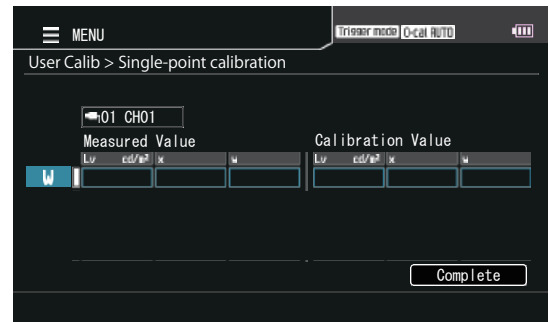 MENU Trigger mode 0-cal AUTO
User Calib > Single-point calibration
01 CH01
Measured Value Calibration Value
Lv cd/m² x y Lv cd/m² x y
W
Complete